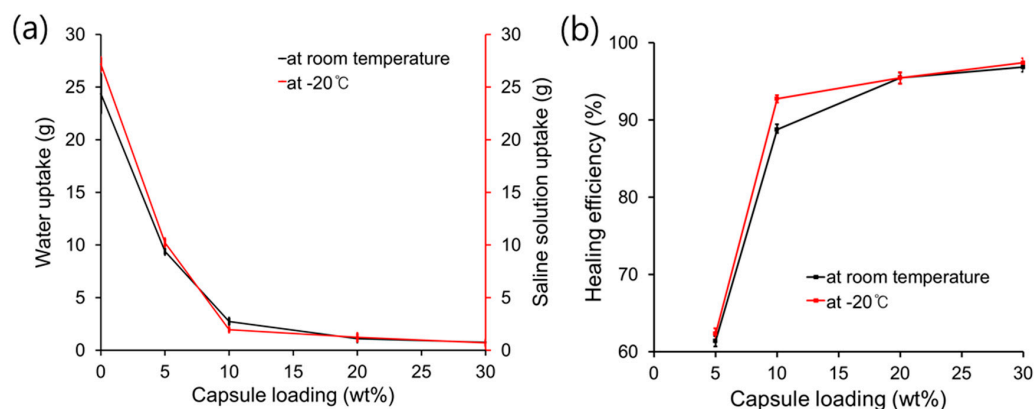 (a)
at room temperature
at -20℃
Water uptake (g)
30
25
20
15
10
5
0
Saline solution uptake (g)
30
25
20
15
10
5
0
0 5 10 15 20 25 30
Capsule loading (wt%)
(b)
Healing efficiency (%)
100
90
80
70
60
at room temperature
at -20℃
0 5 10 15 20 25 30
Capsule loading (wt%)